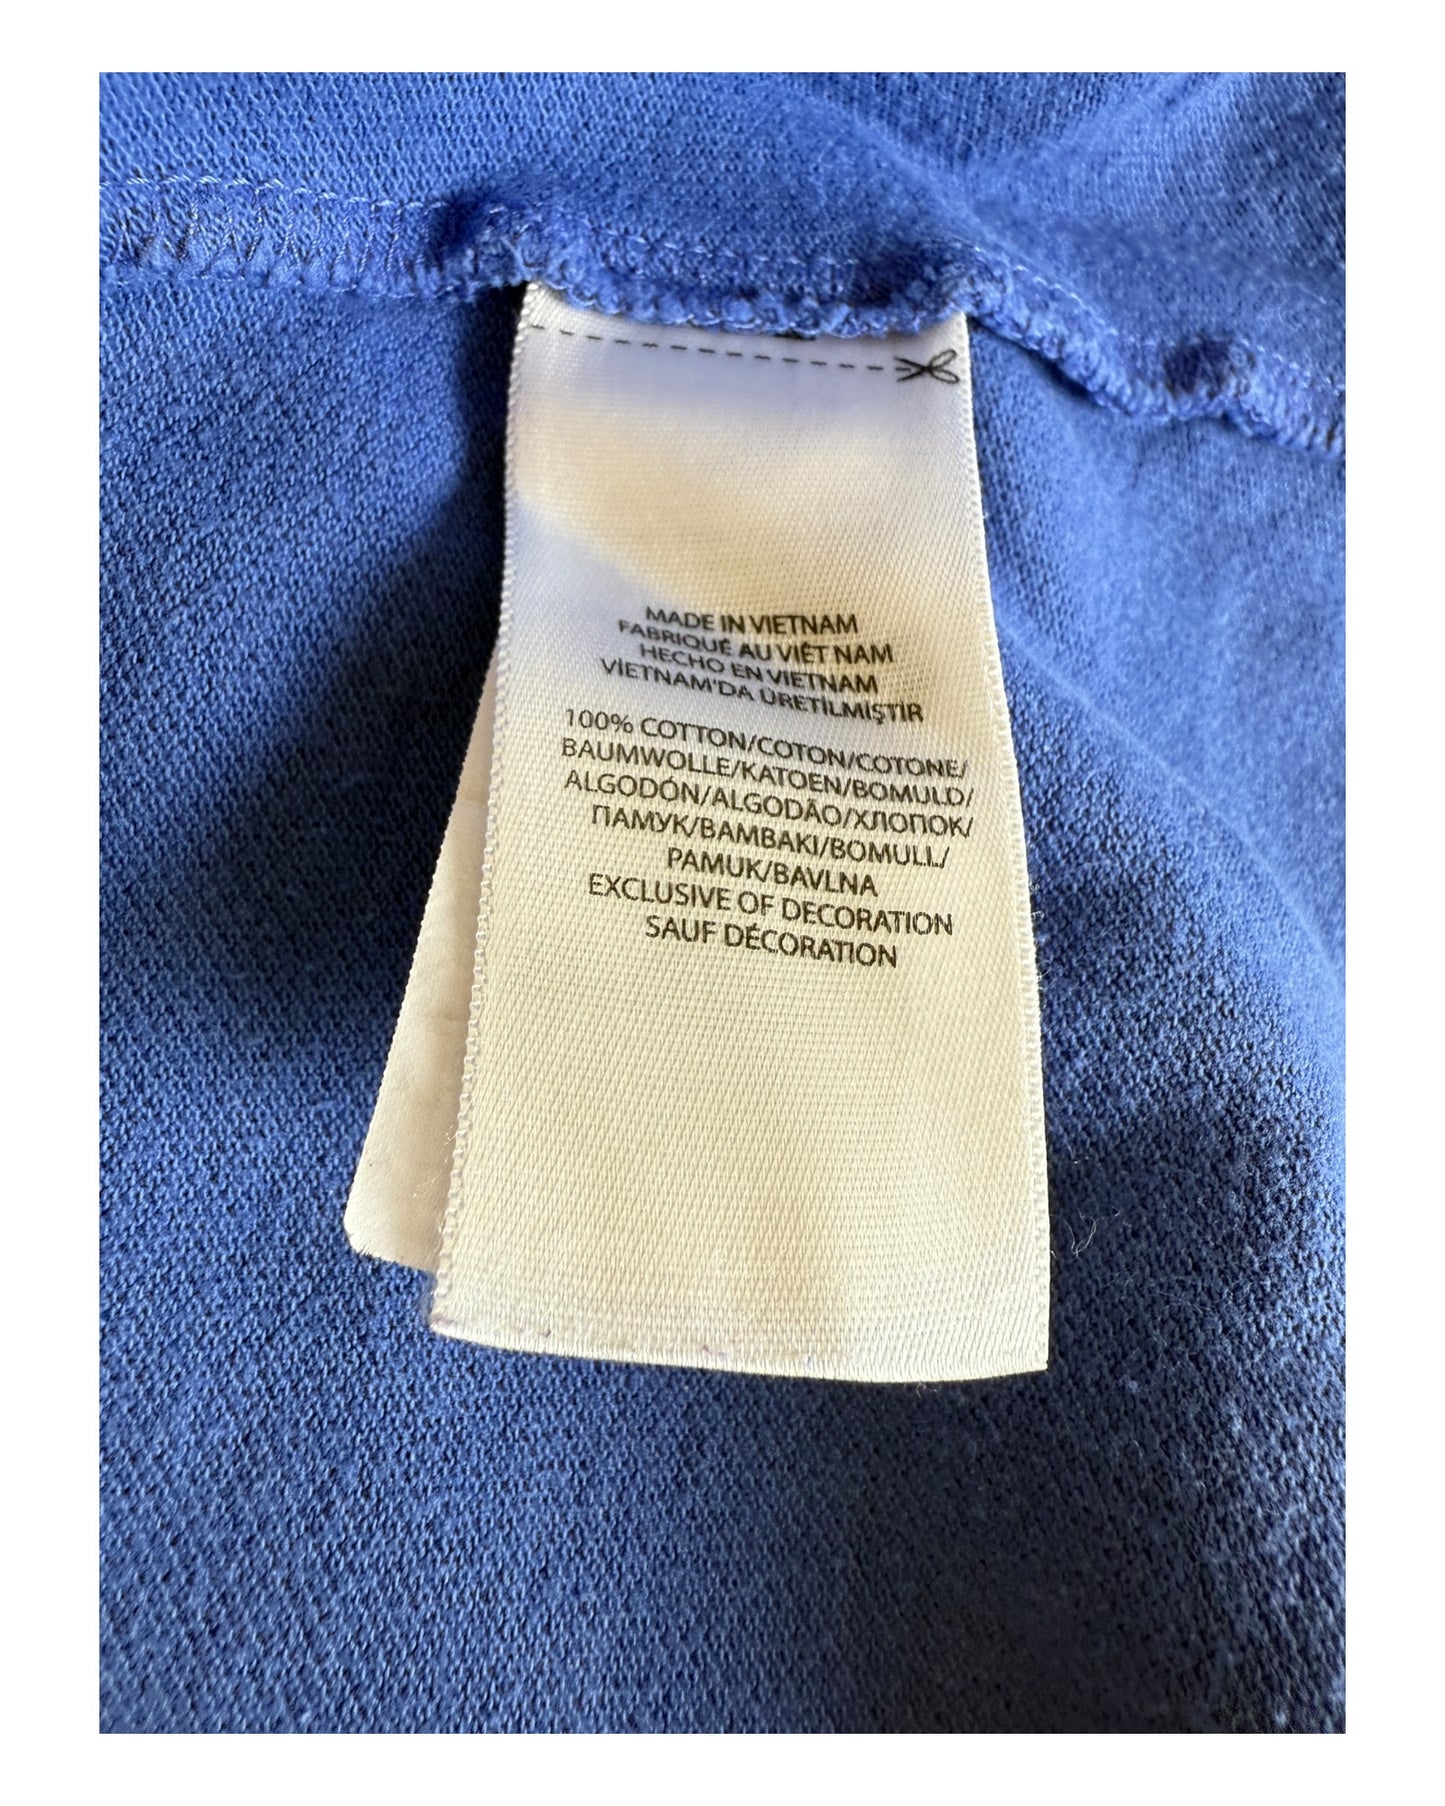 MADE IN VIETNAM
FABRIQUÉ AU VIÊT NAM
HECHO EN VIETNAM
VİETNAM'DA ÜRETİLMİŞTİR
100% COTTON/COTON/COTONE/
BAUMWOLLE/KATOEN/BOMULD/
ALGODÓN/ALGODÃO/ХЛОПОК/
ПАМУК/BAMBAKI/BOMULL/
PAMUK/BAVLNA
EXCLUSIVE OF DECORATION
SAUF DÉCORATION